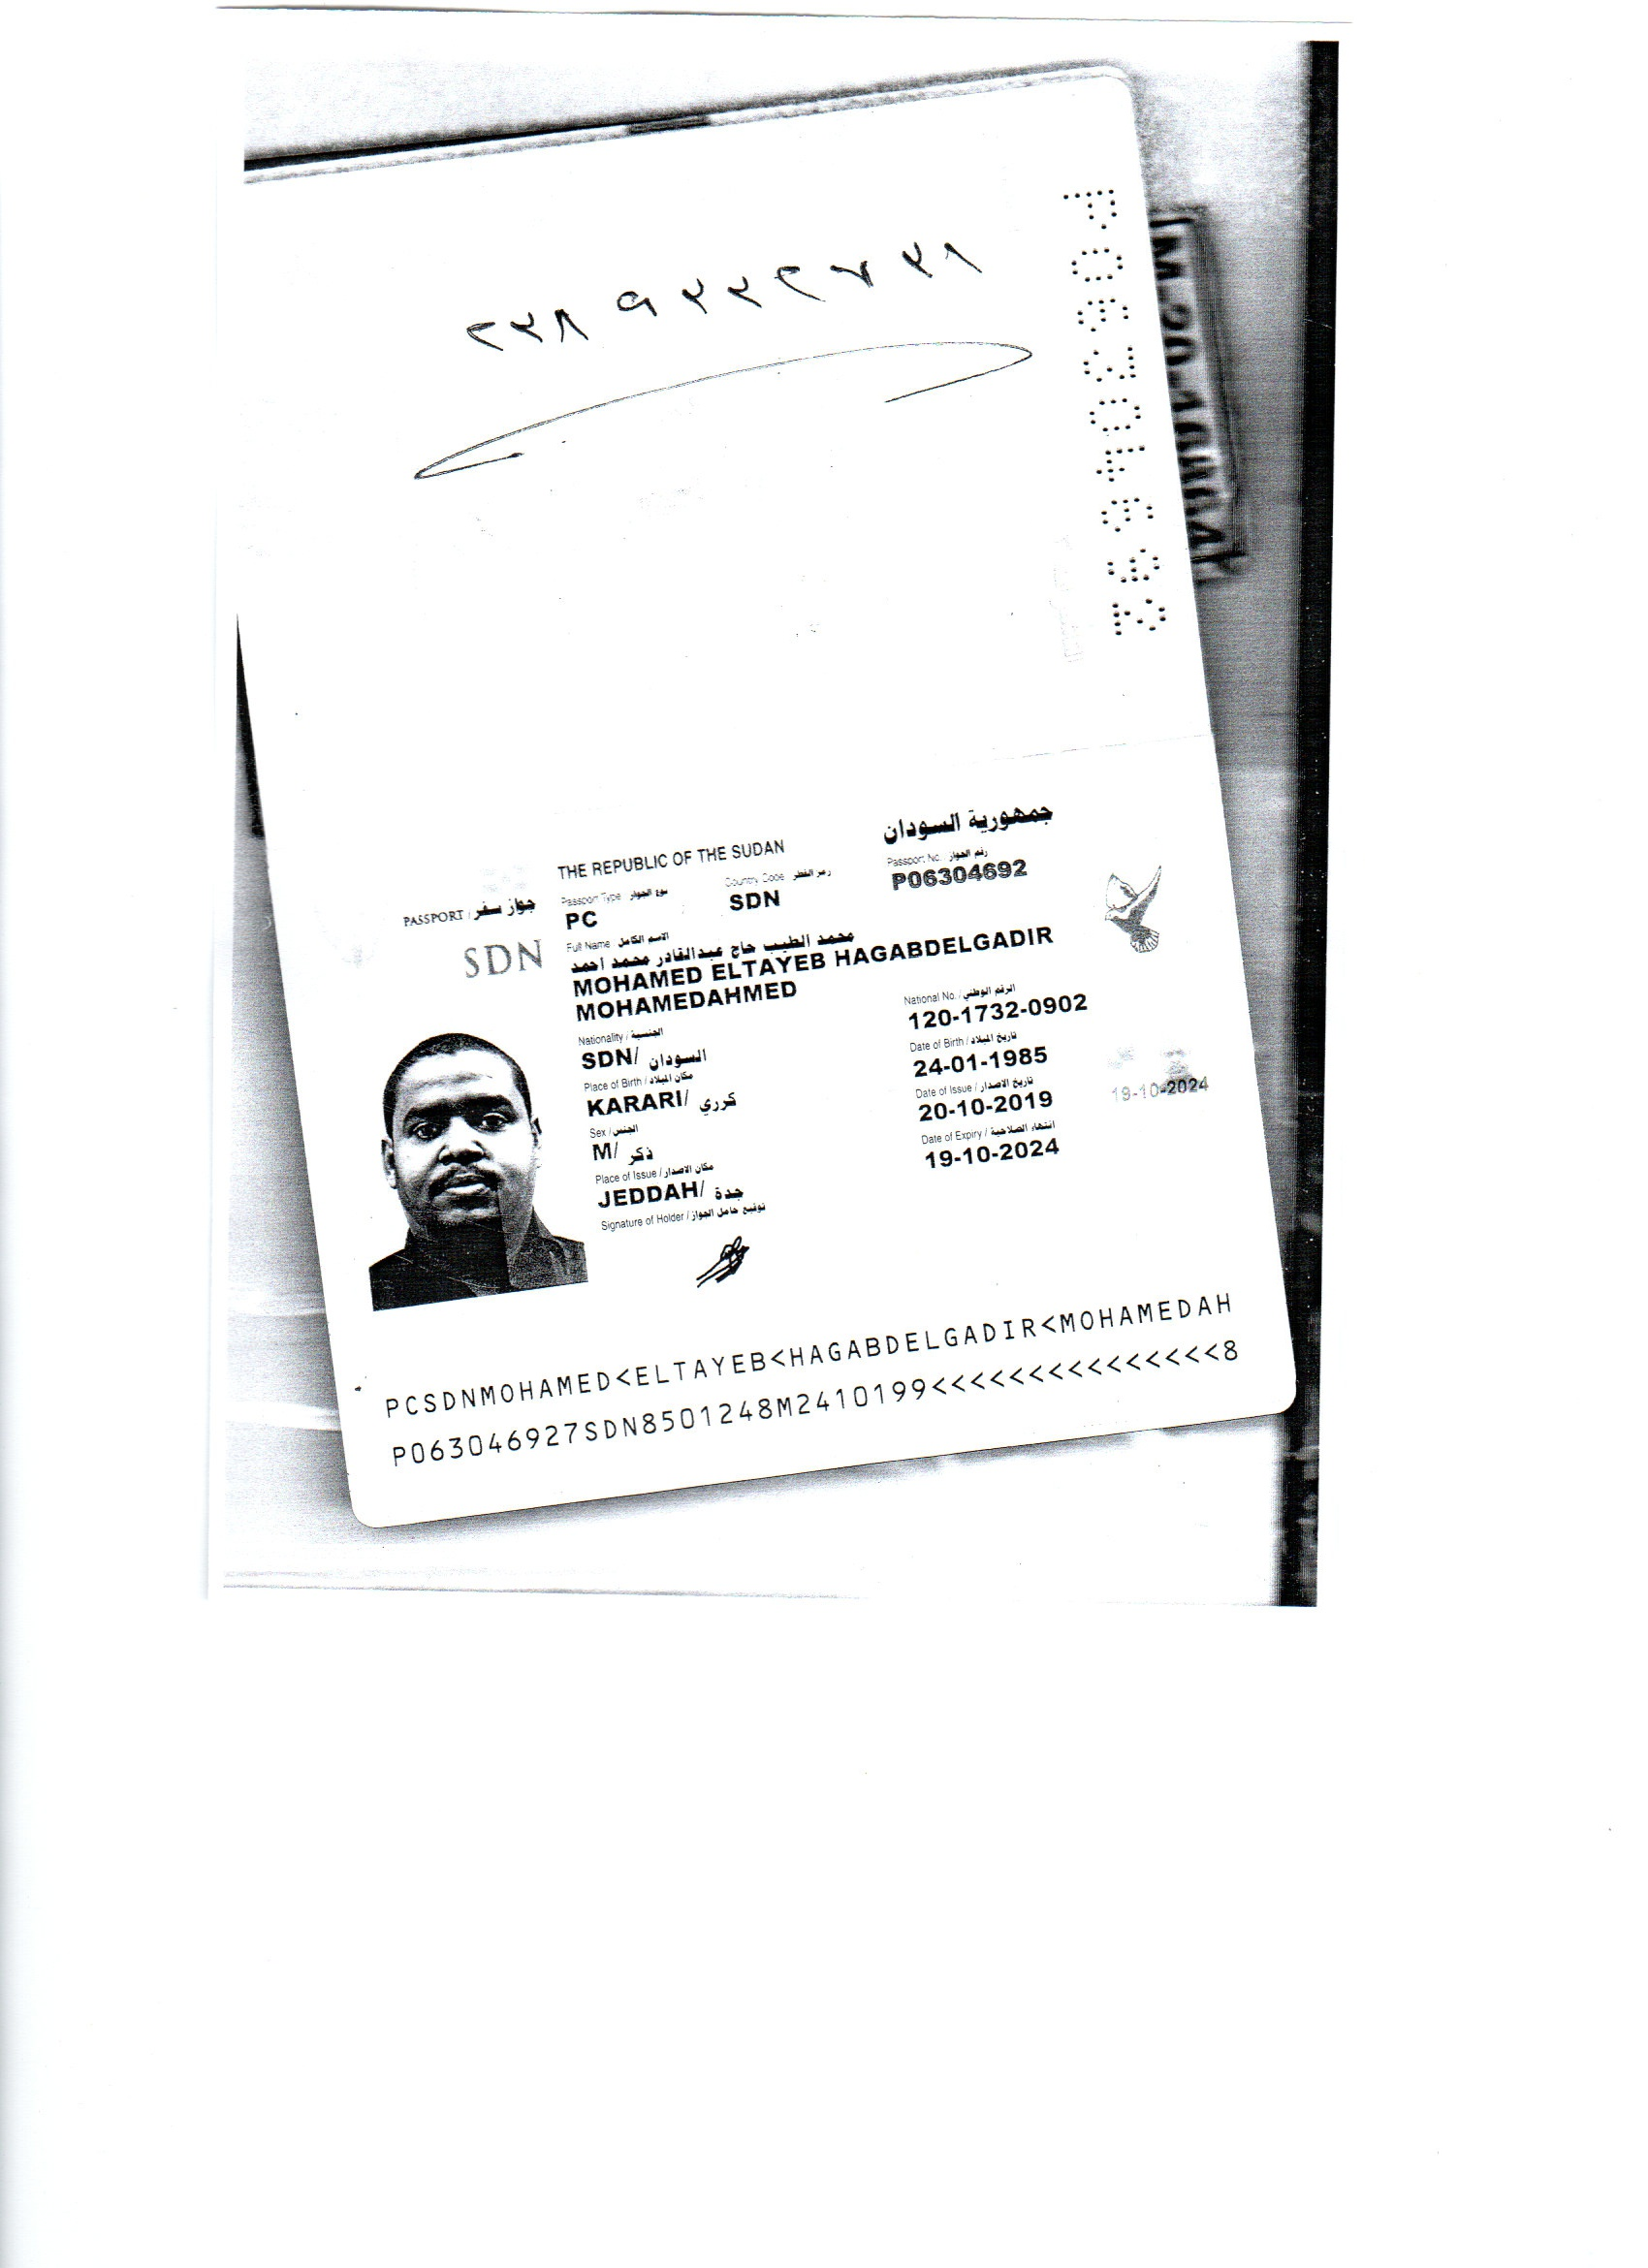 P06304692
THE REPUBLIC OF THE SUDAN
جمهورية السودان
PASSPORT / جواز سفر
Passport Type نوع الجواز
Country Code رمز القطر
Passport No. رقم الجواز
PC
SDN
P06304692
SDN
Full Name الاسم الكامل
محمد الطيب حاج عبدالقادر محمد احمد
MOHAMED ELTAYEB HAGABDELGADIR
MOHAMEDAHMED
National No. / الرقم الوطني
120-1732-0902
Nationality / الجنسية
SDN/ السودان
Date of Birth / تاريخ الميلاد
24-01-1985
Place of Birth / مكان الميلاد
KARARI/ كرري
Date of Issue / تاريخ الاصدار
20-10-2019
19-10-2024
Sex / الجنس
M/ ذكر
Date of Expiry / انتهاء الصلاحية
19-10-2024
Place of Issue / مكان الاصدار
JEDDAH/ جدة
Signature of Holder / توقيع حامل الجواز
PCSDNMOHAMED<ELTAYEB<HAGABDELGADIR<MOHAMEDAH
P063046927SDN8501248M2410199<<<<<<<<<<<<<<<8